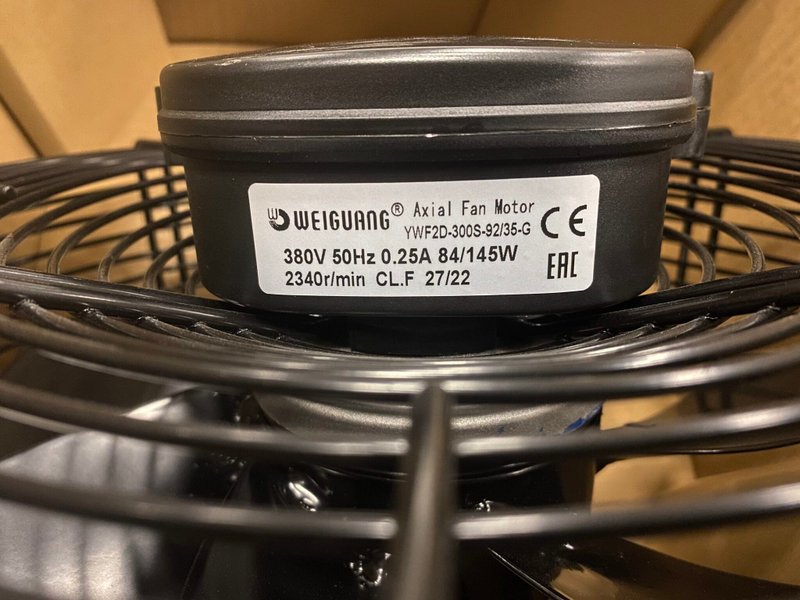 WEIGUANG® Axial Fan Motor
YWF2D-300S-92/35-G
CE
380V 50Hz 0.25A 84/145W
2340r/min CL.F 27/22
EAC